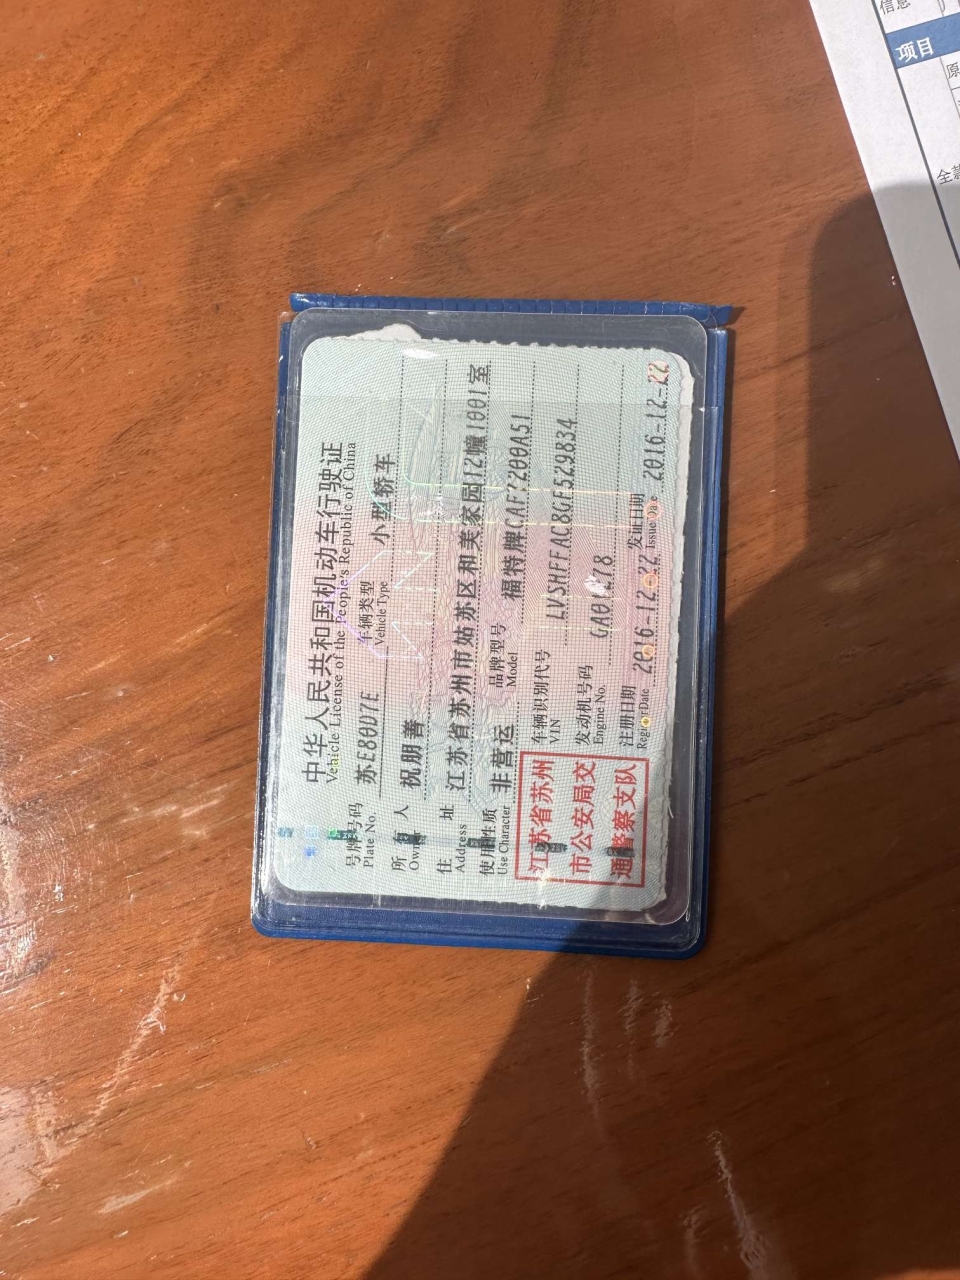 中华人民共和国机动车行驶证
Vehicle License of the People's Republic of China
号牌号码 苏E80D7E 车辆类型 小型轿车
Plate No. Vehicle Type
所有人 祝朋善
Owner
住址 江苏省苏州市姑苏区和美家园12幢1001室
Address
使用性质 非营运 品牌型号 福特牌CAF7200A51
Use Character Model
江苏省苏州
市公安局交
通警察支队
车辆识别代号 LVSHFFAC8GF529834
VIN
发动机号码
Engine No.
注册日期 2016-12-22 发证日期 2016-12-22
Register Date Issue Date
信息
项目
原
全款